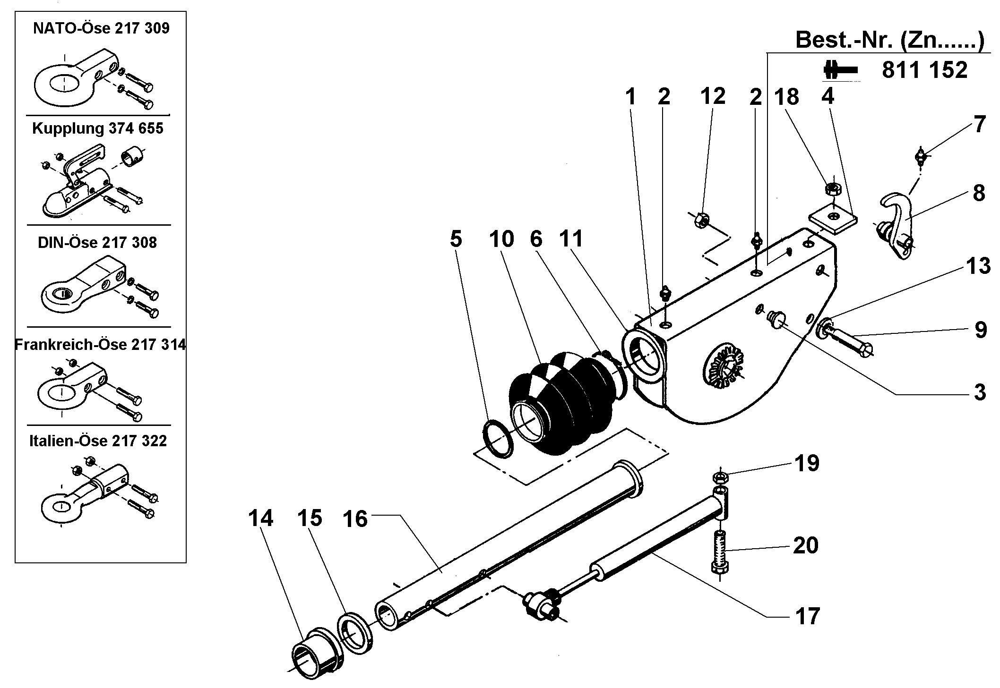 NATO-Öse 217 309
Kupplung 374 655
DIN-Öse 217 308
Frankreich-Öse 217 314
Italien-Öse 217 322
Best.-Nr. (Zn......)
811 152
1 2 12 2 18 4
7
8
5 10 6 11
13
9
3
19
14 15 16
20
17